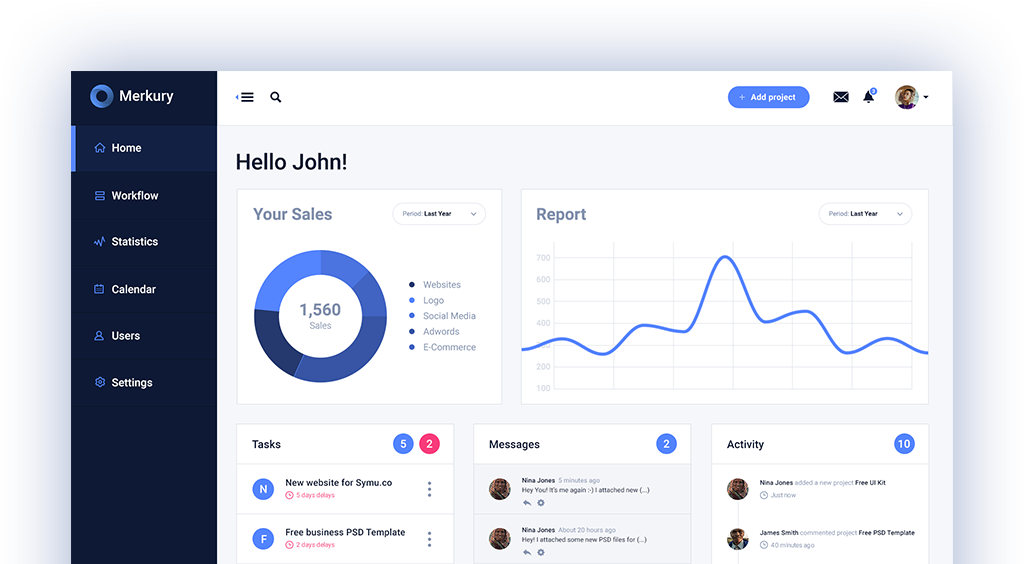 Merkury
+ Add project
3
Home
Workflow
Statistics
Calendar
Users
Settings
Hello John!
Your Sales
Period: Last Year
1,560
Sales
Websites
Logo
Social Media
Adwords
E-Commerce
Report
Period: Last Year
700
600
500
400
300
200
100
Tasks
5
2
N
New website for Symu.co
5 days delays
F
Free business PSD Template
2 days delays
Messages
2
Nina Jones 5 minutes ago
Hey You! It's me again :-) I attached new (...)
Nina Jones About 20 hours ago
Hey! I attached some new PSD files for (...)
Activity
10
Nina Jones added a new project Free UI Kit
Just now
James Smith commented project Free PSD Template
40 minutes ago